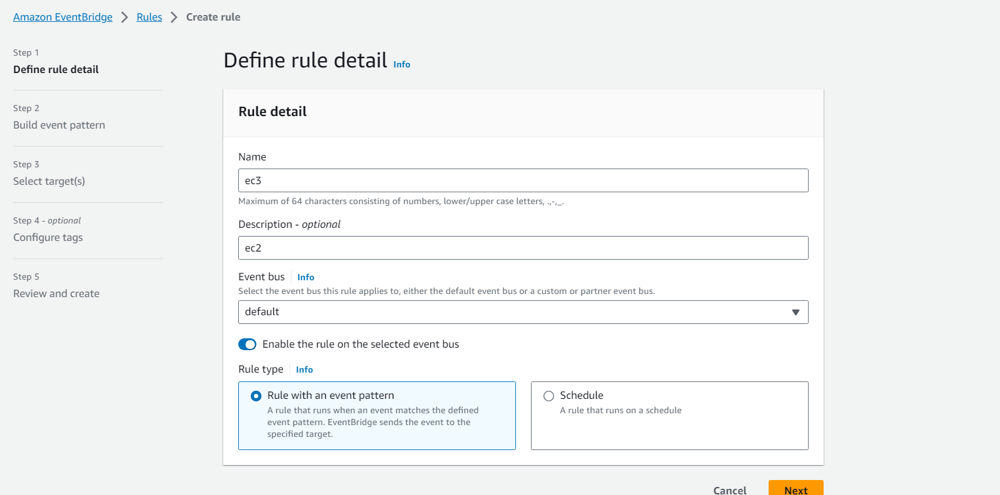 Amazon EventBridge > Rules > Create rule
Step 1
Define rule detail
Step 2
Build event pattern
Step 3
Select target(s)
Step 4 - optional
Configure tags
Step 5
Review and create
Define rule detail Info
Rule detail
Name
ec3
Maximum of 64 characters consisting of numbers, lower/upper case letters, .,-,_.
Description - optional
ec2
Event bus Info
Select the event bus this rule applies to, either the default event bus or a custom or partner event bus.
default
Enable the rule on the selected event bus
Rule type Info
Rule with an event pattern
A rule that runs when an event matches the defined
event pattern. EventBridge sends the event to the
specified target.
Schedule
A rule that runs on a schedule
Cancel Next